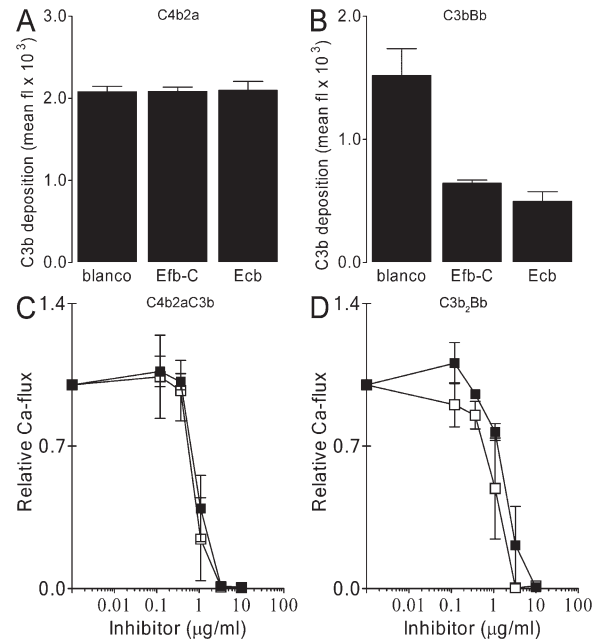 A
C4b2a
C3b deposition (mean fl x 10³)
3.0
2.0
1.0
0.0
blanco Efb-C Ecb
B
C3bBb
C3b deposition (mean fl x 10³)
2.0
1.0
0.0
blanco Efb-C Ecb
C
C4b2aC3b
Relative Ca-flux
1.4
0.7
0.0
0.01 0.1 1 10 100
Inhibitor (µg/ml)
D
C3b₂Bb
Relative Ca-flux
1.4
0.7
0.0
0.01 0.1 1 10 100
Inhibitor (µg/ml)